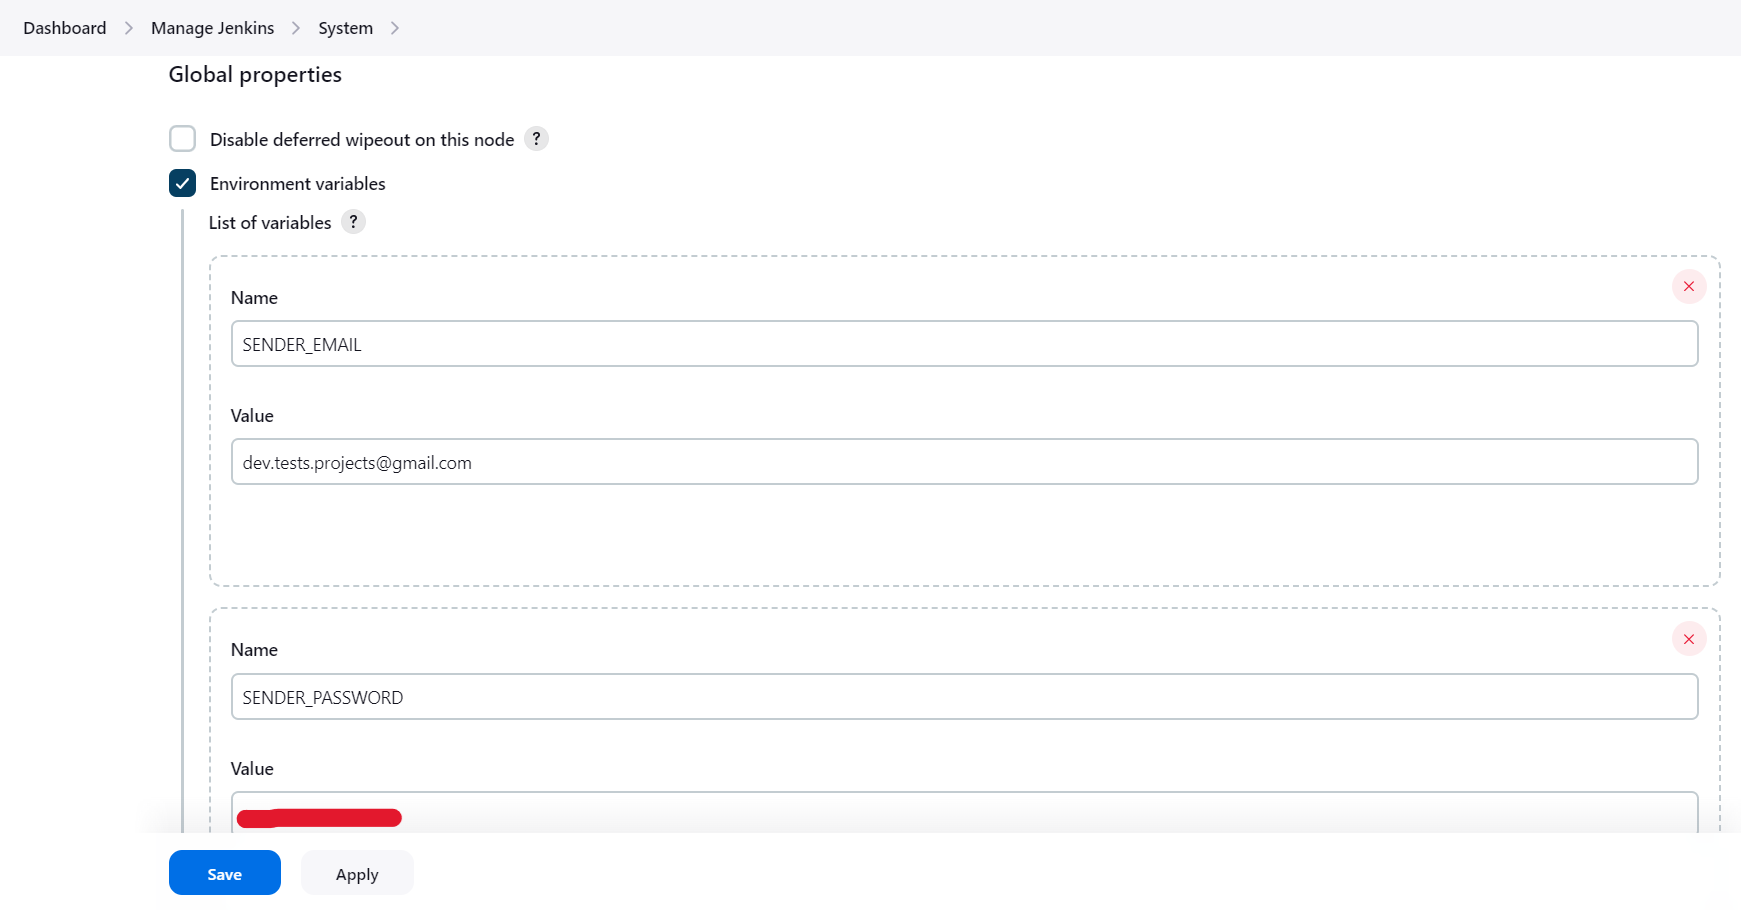 Dashboard > Manage Jenkins > System >
Global properties
Disable deferred wipeout on this node ?
Environment variables
List of variables ?
Name
SENDER_EMAIL
Value
dev.tests.projects@gmail.com
Name
SENDER_PASSWORD
Value
Save Apply